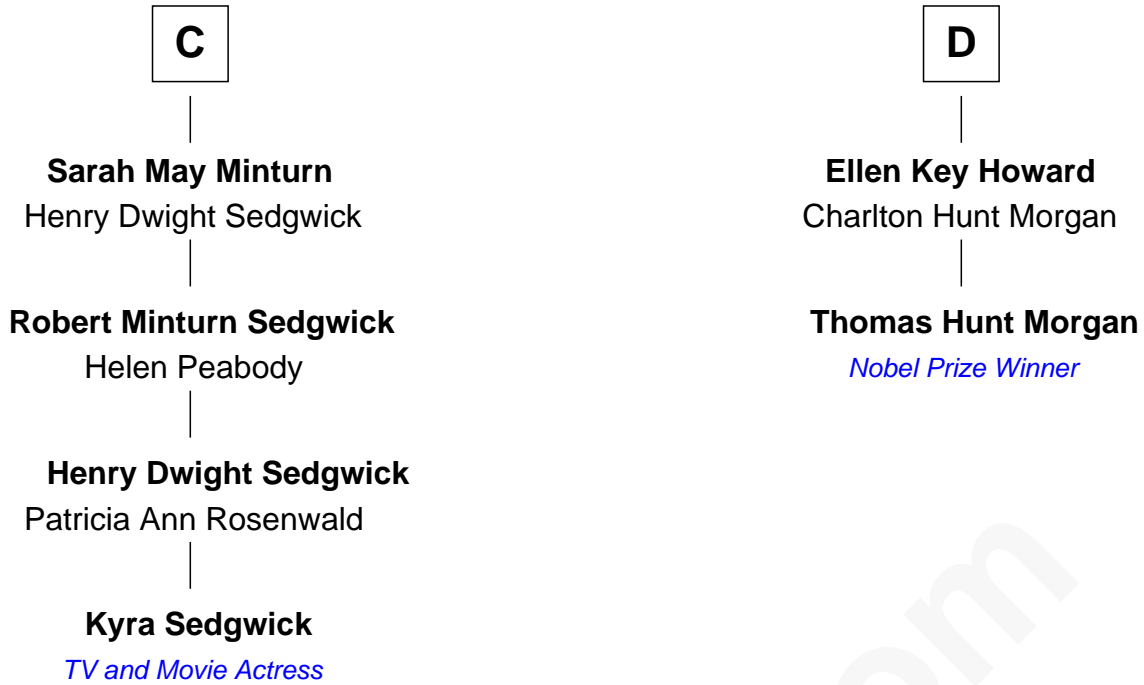 C
Sarah May Minturn
Henry Dwight Sedgwick
Robert Minturn Sedgwick
Helen Peabody
Henry Dwight Sedgwick
Patricia Ann Rosenwald
Kyra Sedgwick
TV and Movie Actress
D
Ellen Key Howard
Charlton Hunt Morgan
Thomas Hunt Morgan
Nobel Prize Winner
om